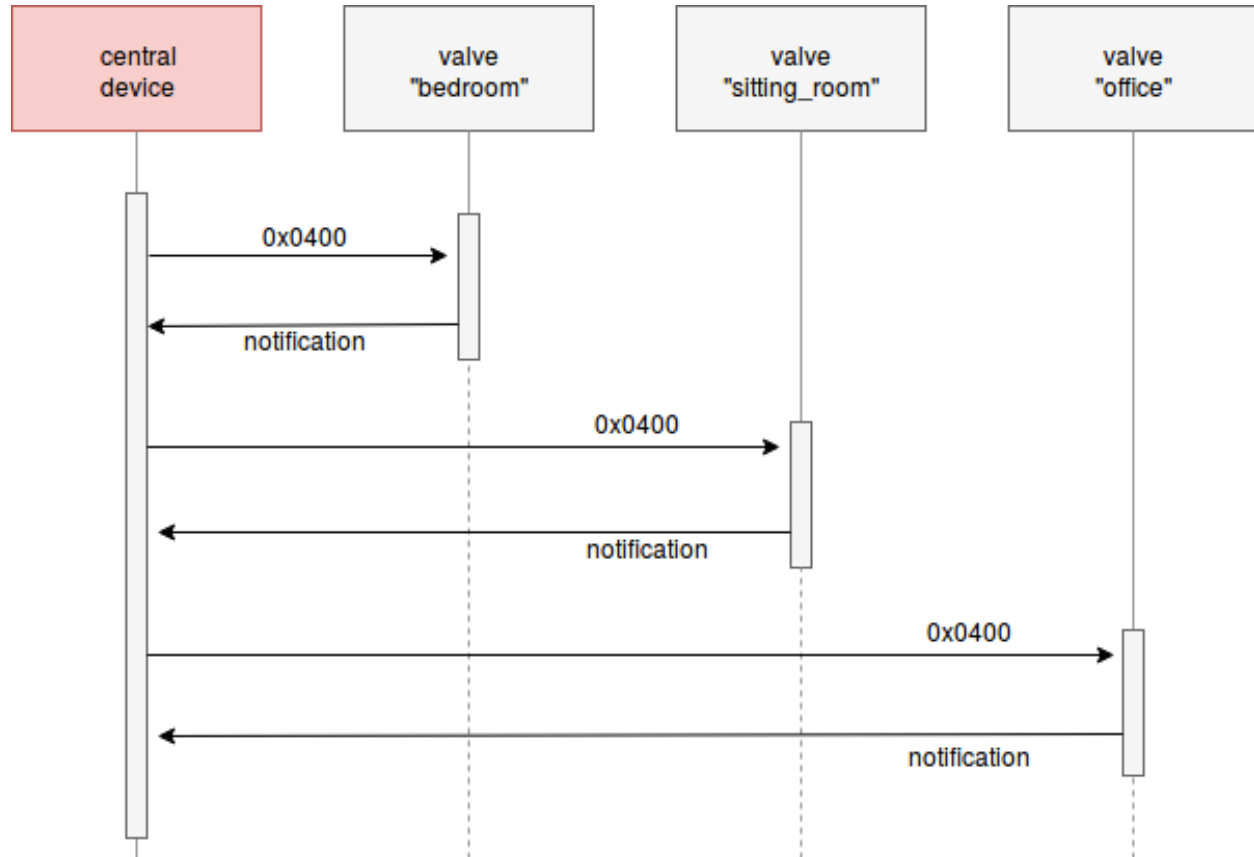 central
device
valve
"bedroom"
valve
"sitting_room"
valve
"office"
0x0400
notification
0x0400
notification
0x0400
notification